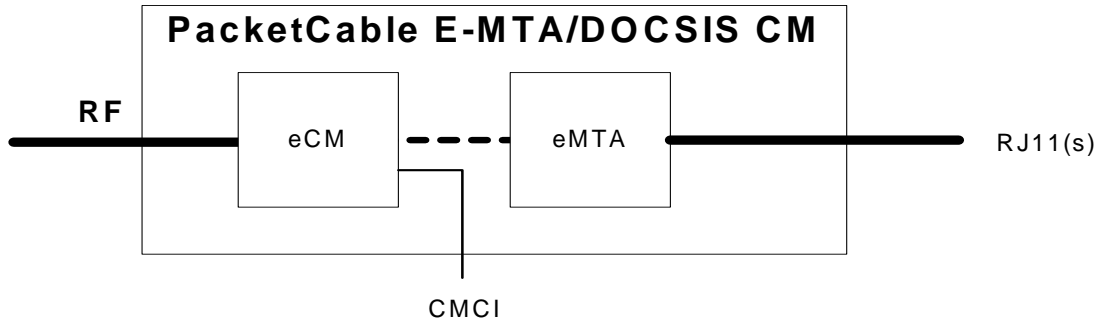 PacketCable E-MTA/DOCSIS CM
RF
eCM
eMTA
RJ11(s)
CMCI